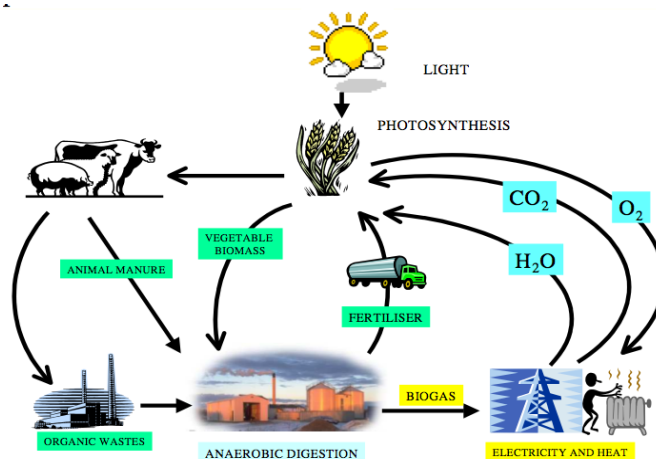 LIGHT
PHOTOSYNTHESIS
CO₂
O₂
VEGETABLE
BIOMASS
H₂O
ANIMAL MANURE
FERTILISER
BIOGAS
ORGANIC WASTES
ANAEROBIC DIGESTION
ELECTRICITY AND HEAT